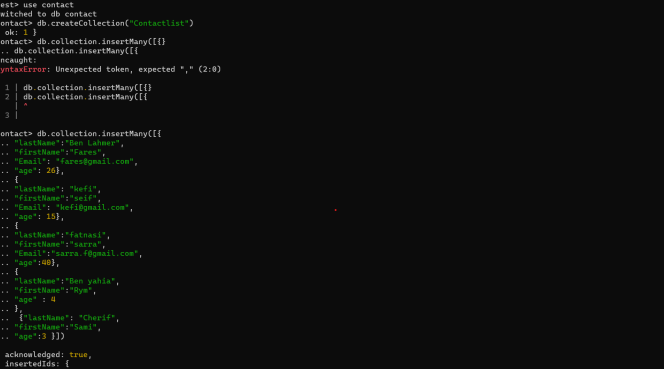 est> use contact
witched to db contact
ontact> db.createCollection("Contactlist")
ok: 1 }
ontact> db.collection.insertMany([{}
.. db.collection.insertMany([{
ncaught:
yntaxError: Unexpected token, expected "," (2:0)
1 | db.collection.insertMany([{}
2 | db.collection.insertMany([{
| ^
3 |
ontact> db.collection.insertMany([{
.. "lastName":"Ben Lahmer",
.. "firstName":"Fares",
.. "Email": "fares@gmail.com",
.. "age": 26},
.. {
.. "lastName": "kefi",
.. "firstName":"seif",
.. "Email": "kefi@gmail.com",
.. "age": 15},
.. {
.. "lastName":"fatnasi",
.. "firstName":"sarra",
.. "Email":"sarra.f@gmail.com",
.. "age":40},
.. {
.. "lastName":"Ben yahia",
.. "firstName":"Rym",
.. "age" : 4
.. },
.. {"lastName": "Cherif",
.. "firstName":"Sami",
.. "age":3 }])
acknowledged: true,
insertedIds: {